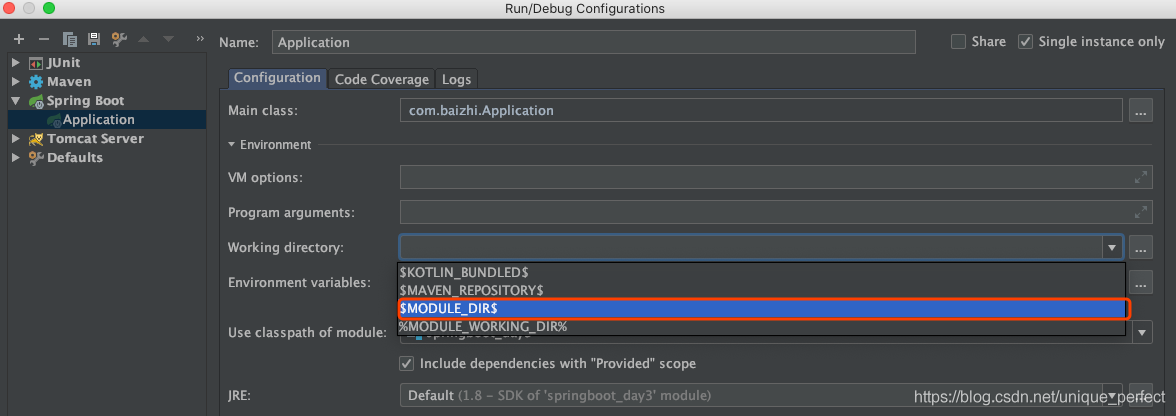 Run/Debug Configurations
Name: Application
Share
Single instance only
JUnit
Maven
Spring Boot
Application
Tomcat Server
Defaults
Configuration Code Coverage Logs
Main class: com.baizhi.Application ...
Environment
VM options:
Program arguments:
Working directory: ...
$KOTLIN_BUNDLED$
$MAVEN_REPOSITORY$
$MODULE_DIR$
%MODULE_WORKING_DIR%
Environment variables: ...
Use classpath of module: springboot_day3
Include dependencies with "Provided" scope
JRE: Default (1.8 – SDK of 'springboot_day3' module)
https://blog.csdn.net/unique_perfect